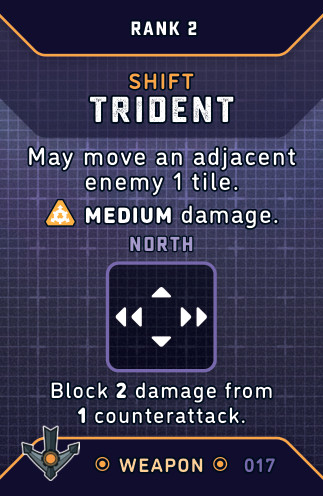 RANK 2
SHIFT
TRIDENT
May move an adjacent
enemy 1 tile.
MEDIUM damage.
NORTH
Block 2 damage from
1 counterattack.
WEAPON 017